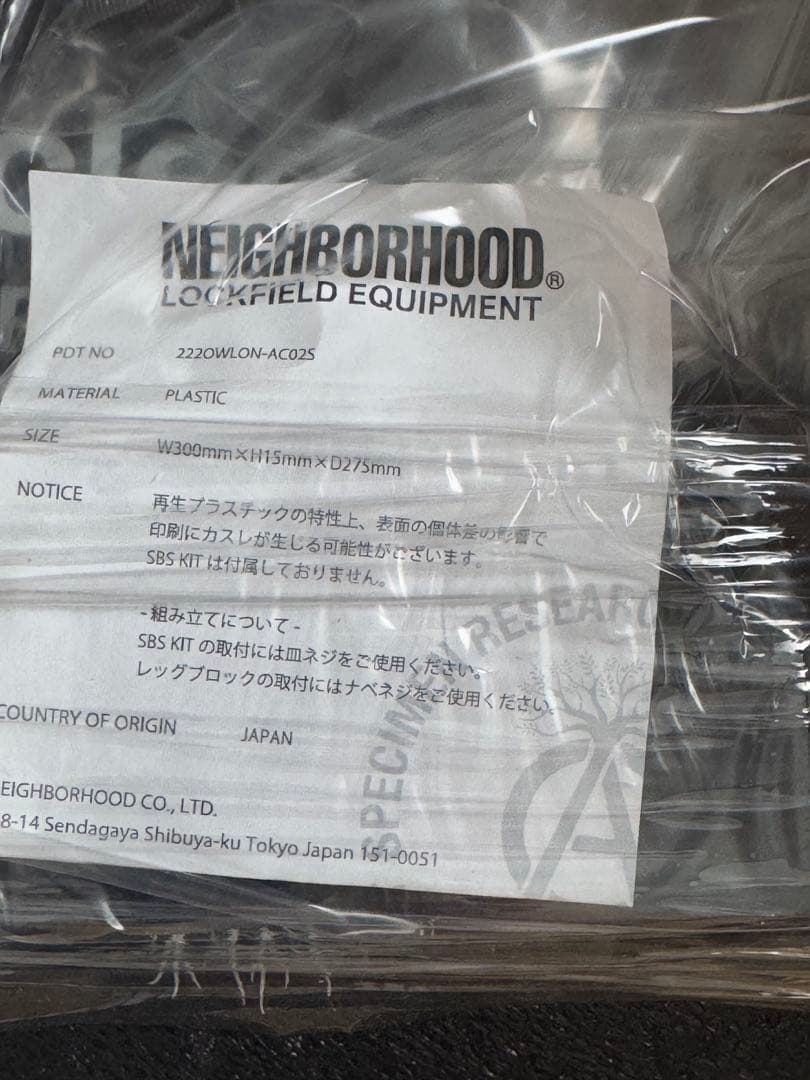 NEIGHBORHOOD®
LOCKFIELD EQUIPMENT
PDT NO 222OWLON-AC02S
MATERIAL PLASTIC
SIZE W300mm×H15mm×D275mm
NOTICE 再生プラスチックの特性上、表面の個体差の影響で
印刷にカスレが生じる可能性がございます。
SBS KIT は付属しておりません。
- 組み立てについて -
SBS KIT の取付には皿ネジをご使用ください。
レッグブロックの取付にはナベネジをご使用ください。
SPECIMEN RESEARC
COUNTRY OF ORIGIN JAPAN
EIGHBORHOOD CO., LTD.
8-14 Sendagaya Shibuya-ku Tokyo Japan 151-0051